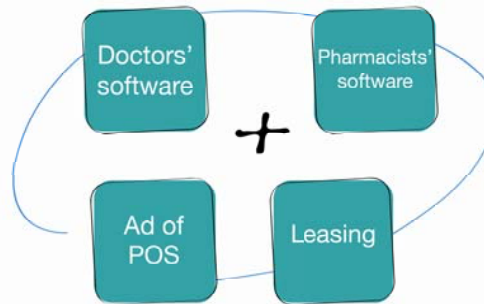 Doctors’
software
Pharmacists’
software
Ad of
POS
Leasing